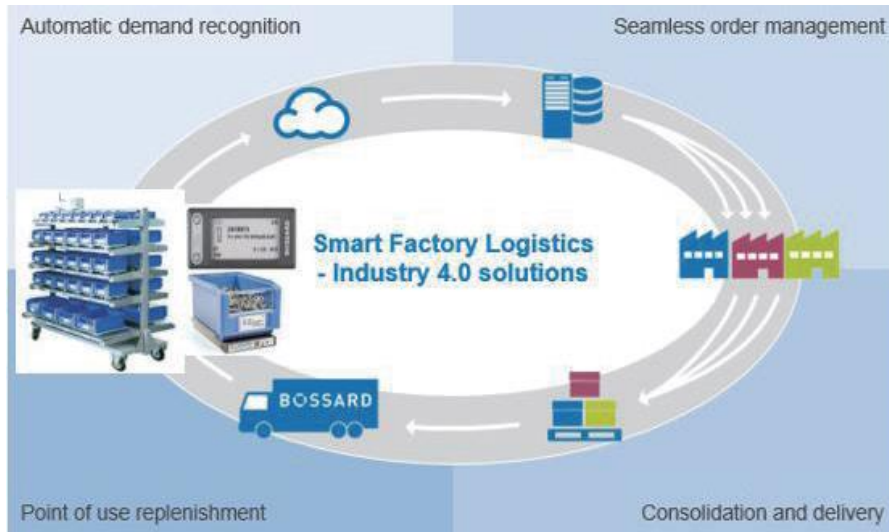 Automatic demand recognition
Seamless order management
Smart Factory Logistics
- Industry 4.0 solutions
BOSSARD
BOSSARD
Point of use replenishment
Consolidation and delivery